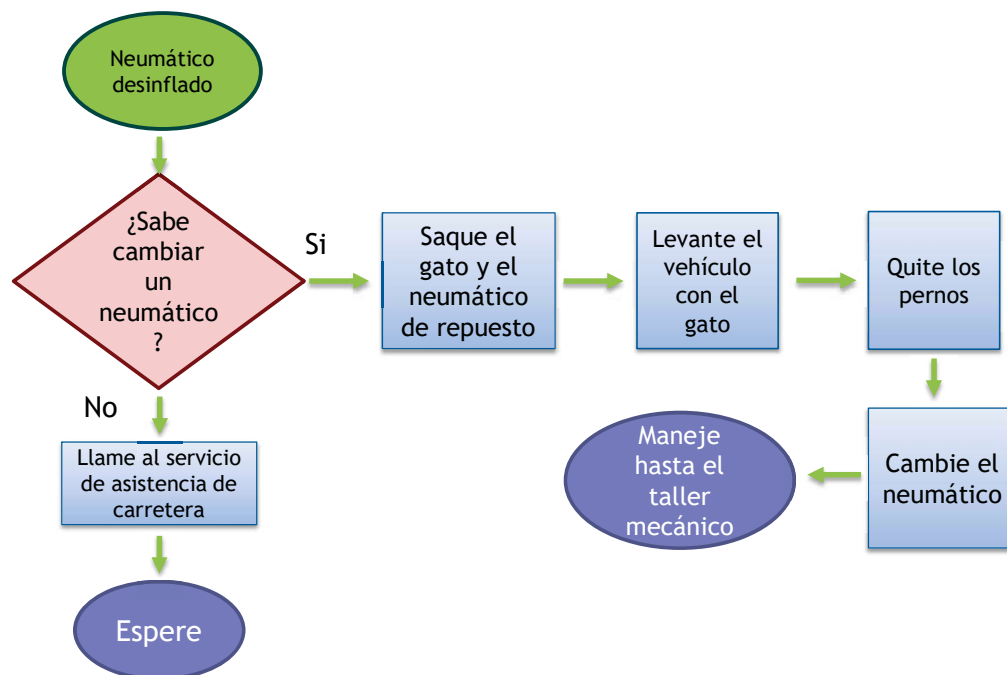 Neumático
desinflado
¿Sabe
cambiar
un
neumático
?
Si
Saque el
gato y el
neumático
de repuesto
Levante el
vehículo
con el
gato
Quite los
pernos
No
Llame al servicio
de asistencia de
carretera
Espere
Cambie el
neumático
Maneje
hasta el
taller
mecánico